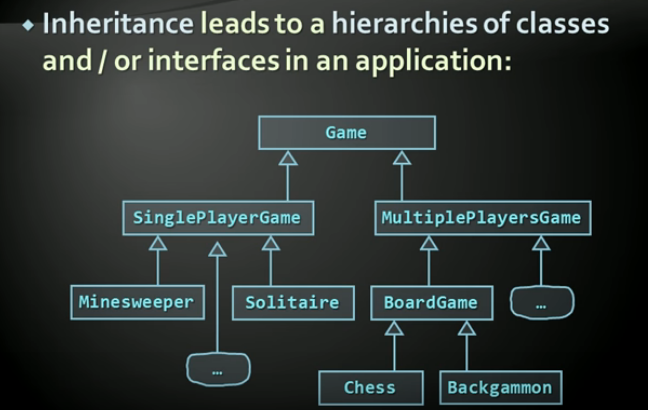 Inheritance leads to a hierarchies of classes
and / or interfaces in an application:
Game
SinglePlayerGame
MultiplePlayersGame
Minesweeper
Solitaire
BoardGame
…
…
Chess
Backgammon